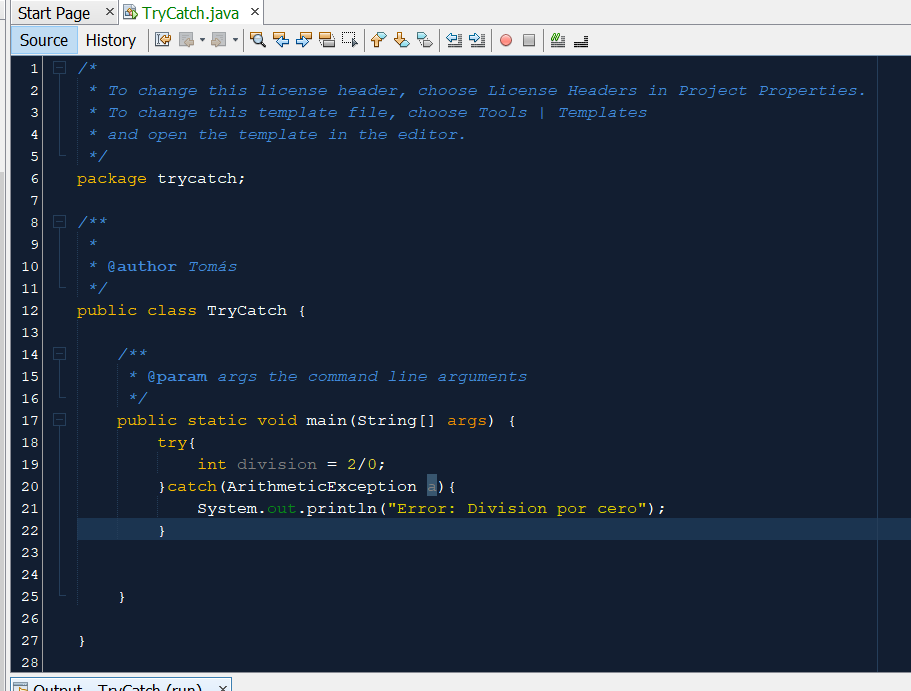 Start Page × TryCatch.java ×
Source History
1 /*
2 * To change this license header, choose License Headers in Project Properties.
3 * To change this template file, choose Tools | Templates
4 * and open the template in the editor.
5 */
6 package trycatch;
7
8 /**
9 *
10 * @author Tomás
11 */
12 public class TryCatch {
13
14 /**
15 * @param args the command line arguments
16 */
17 public static void main(String[] args) {
18 try{
19 int division = 2/0;
20 }catch(ArithmeticException a){
21 System.out.println("Error: Division por cero");
22 }
23
24
25 }
26
27 }
28
Output - TryCatch (run) ×